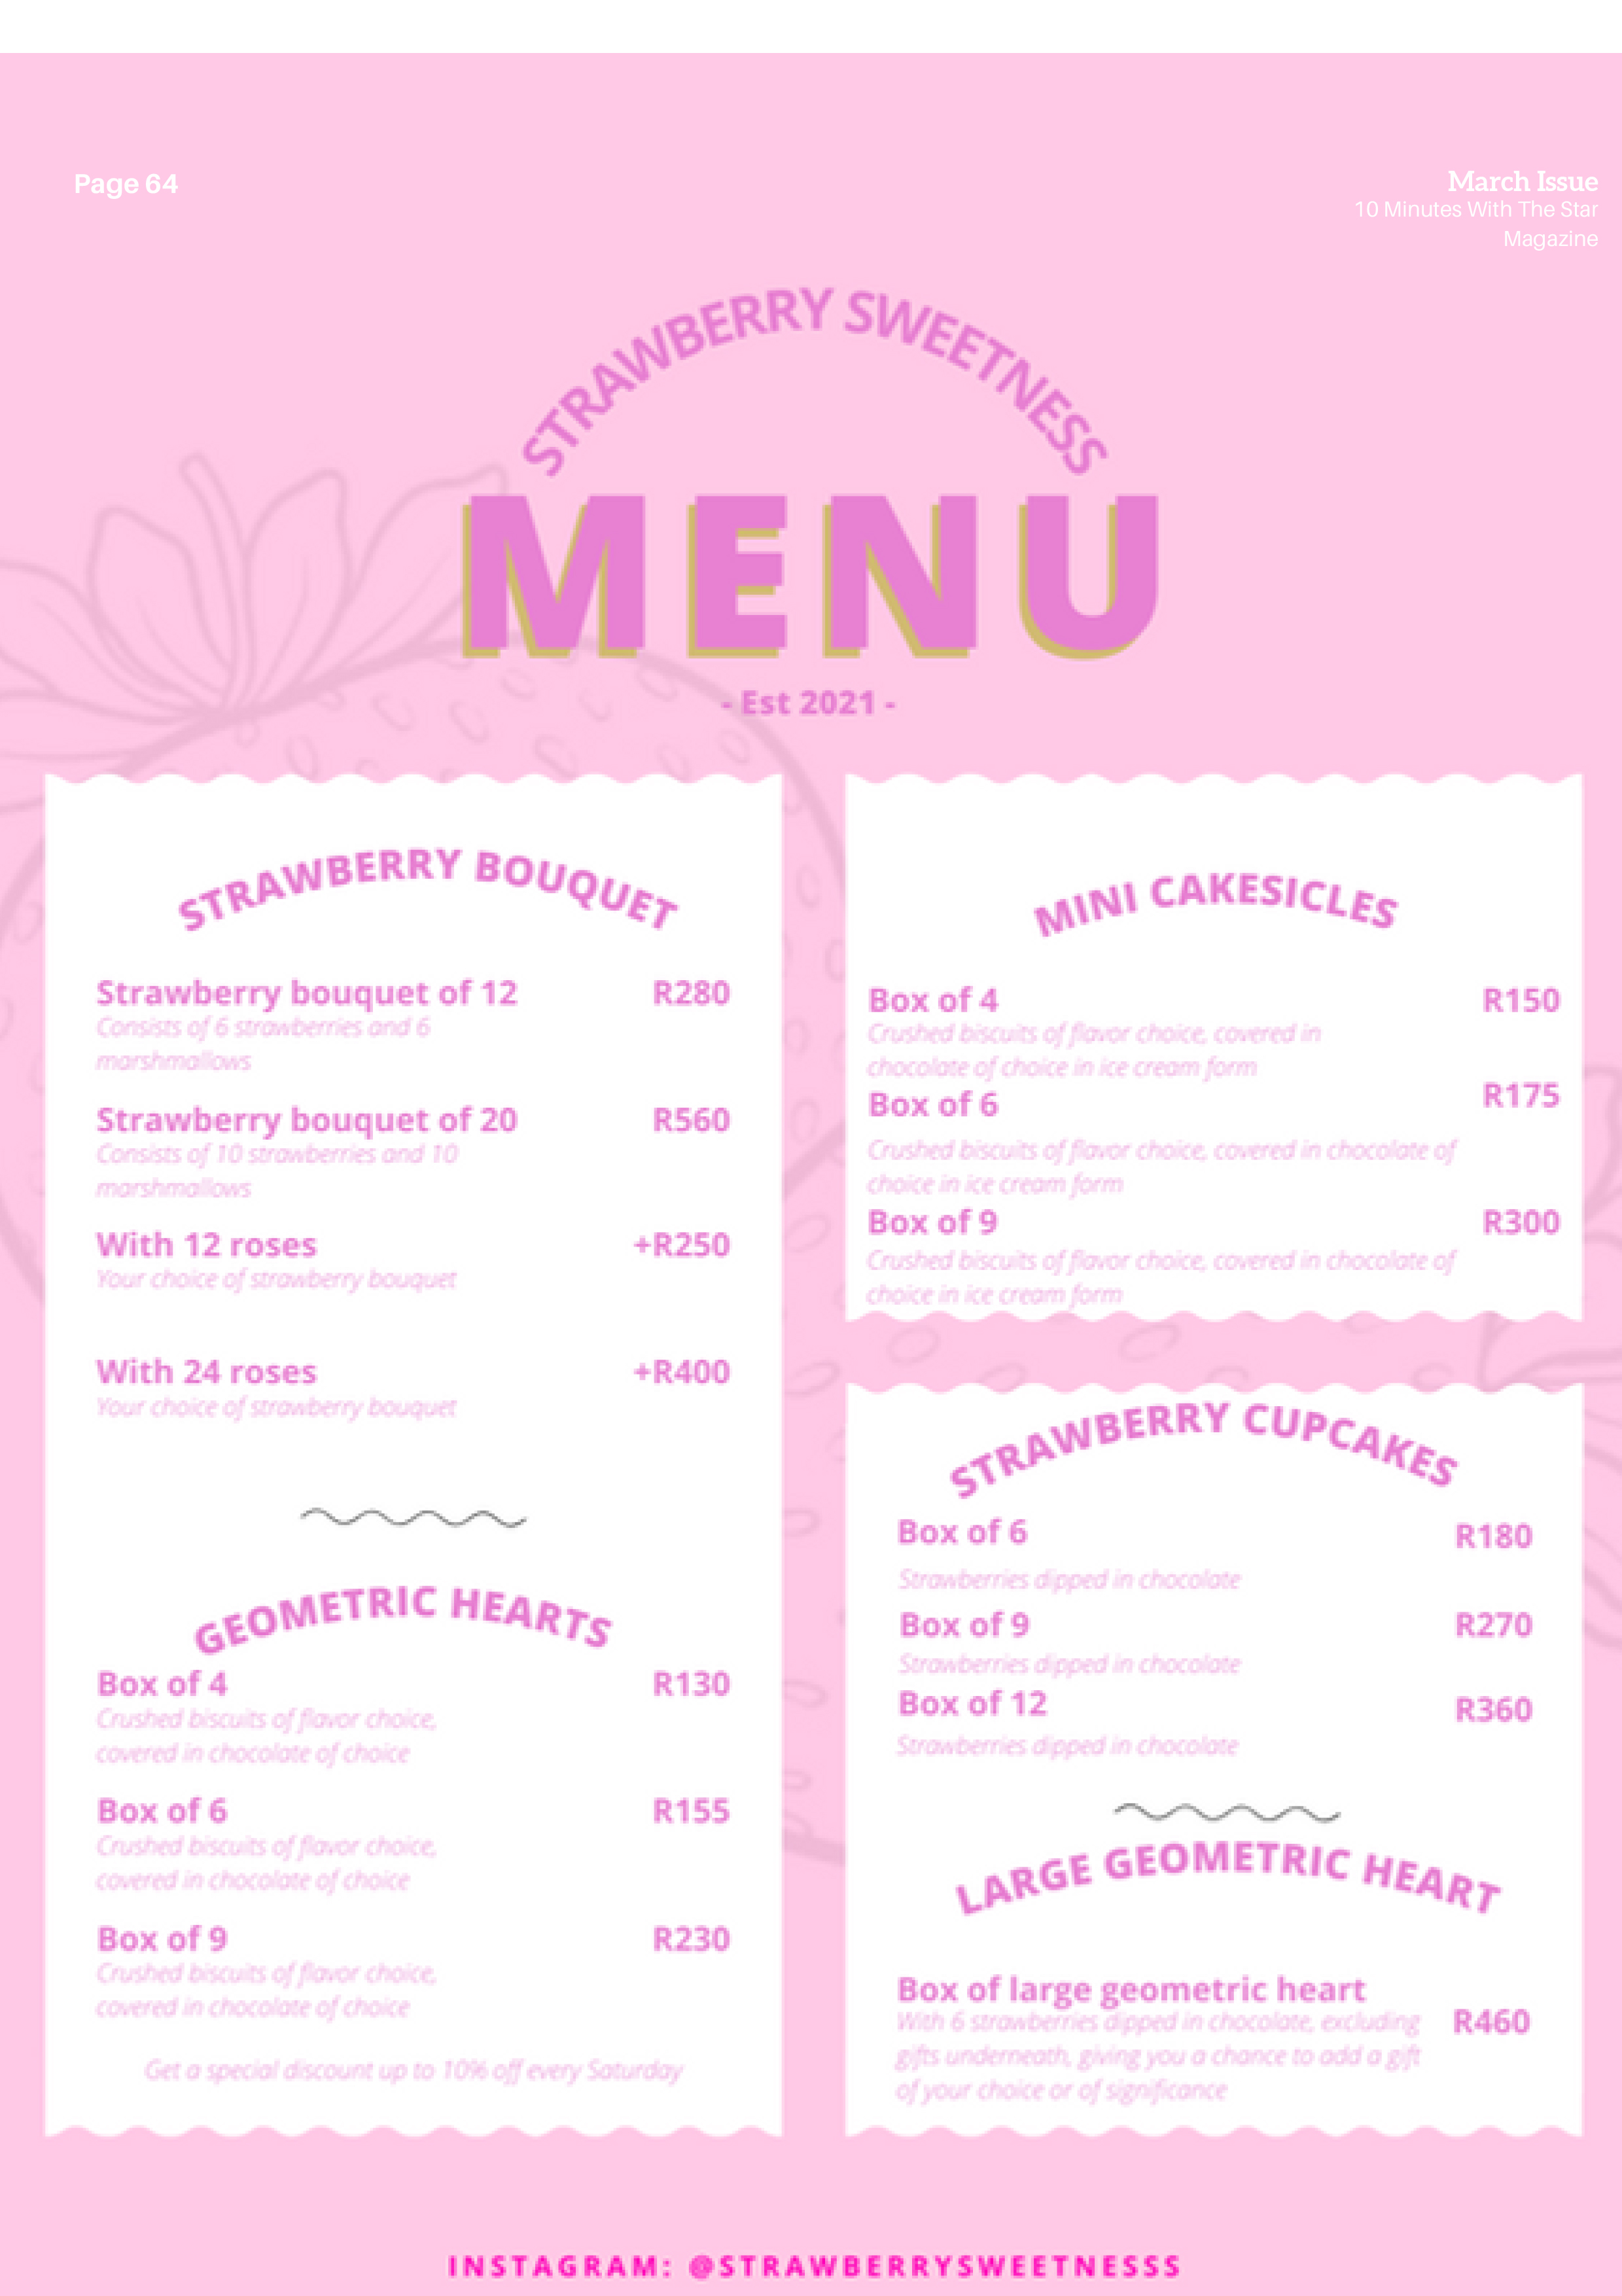 Page 64
March Issue
10 Minutes With The Star
Magazine
STRAWBERRY SWEETNESS
MENU
- Est 2021 -
STRAWBERRY BOUQUET
Strawberry bouquet of 12 R280
Consists of 6 strawberries and 6
marshmallows
Strawberry bouquet of 20 R560
Consists of 10 strawberries and 10
marshmallows
With 12 roses +R250
Your choice of strawberry bouquet
With 24 roses +R400
Your choice of strawberry bouquet
GEOMETRIC HEARTS
Box of 4 R130
Crushed biscuits of flavor choice,
covered in chocolate of choice
Box of 6 R155
Crushed biscuits of flavor choice,
covered in chocolate of choice
Box of 9 R230
Crushed biscuits of flavor choice,
covered in chocolate of choice
Get a special discount up to 10% off every Saturday
MINI CAKESICLES
Box of 4 R150
Crushed biscuits of flavor choice, covered in
chocolate of choice in ice cream form
Box of 6 R175
Crushed biscuits of flavor choice, covered in chocolate of
choice in ice cream form
Box of 9 R300
Crushed biscuits of flavor choice, covered in chocolate of
choice in ice cream form
STRAWBERRY CUPCAKES
Box of 6 R180
Strawberries dipped in chocolate
Box of 9 R270
Strawberries dipped in chocolate
Box of 12 R360
Strawberries dipped in chocolate
LARGE GEOMETRIC HEART
Box of large geometric heart R460
With 6 strawberries dipped in chocolate, excluding
gifts underneath, giving you a chance to add a gift
of your choice or of significance
INSTAGRAM: @STRAWBERRYSWEETNESSS